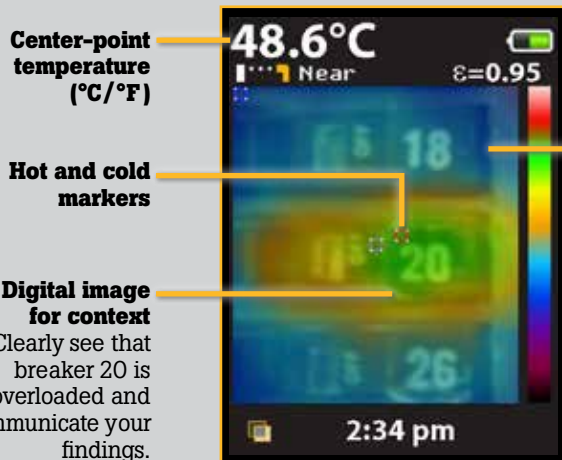 Center-point
temperature
(°C/°F)
Hot and cold
markers
Digital image
for context
Clearly see that
breaker 20 is
overloaded and
communicate your
findings.
48.6°C
Near
ε=0.95
18
20
26
2:34 pm